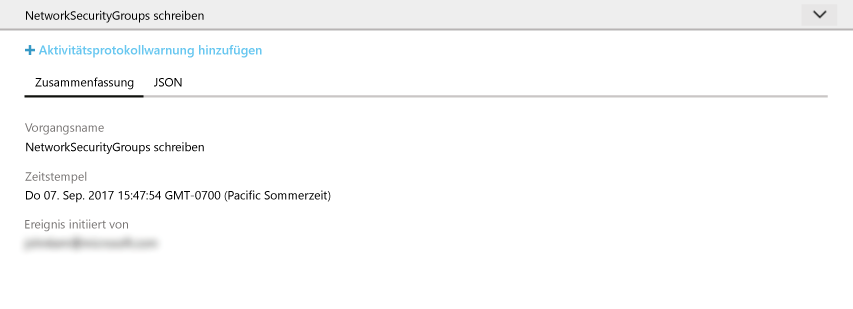 NetworkSecurityGroups schreiben
Aktivitätsprotokollwarnung hinzufügen
Zusammenfassung JSON
Vorgangsname
NetworkSecurityGroups schreiben
Zeitstempel
Do 07. Sep. 2017 15:47:54 GMT-0700 (Pacific Sommerzeit)
Ereignis initiiert von